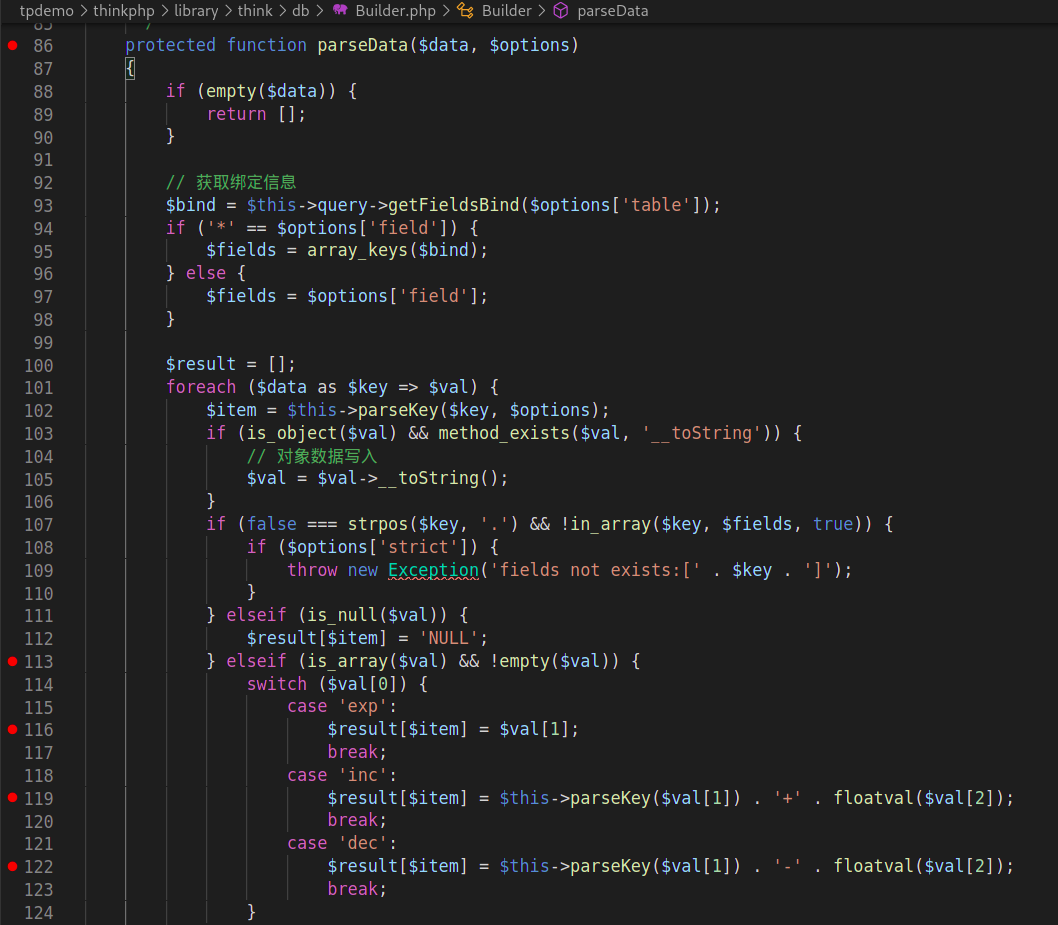 tpdemo > thinkphp > library > think > db > Builder.php > Builder > parseData
85
86 protected function parseData($data, $options)
87 {
88 if (empty($data)) {
89 return [];
90 }
91
92 // 获取绑定信息
93 $bind = $this->query->getFieldsBind($options['table']);
94 if ('*' == $options['field']) {
95 $fields = array_keys($bind);
96 } else {
97 $fields = $options['field'];
98 }
99
100 $result = [];
101 foreach ($data as $key => $val) {
102 $item = $this->parseKey($key, $options);
103 if (is_object($val) && method_exists($val, '__toString')) {
104 // 对象数据写入
105 $val = $val->__toString();
106 }
107 if (false === strpos($key, '.') && !in_array($key, $fields, true)) {
108 if ($options['strict']) {
109 throw new Exception('fields not exists:[' . $key . ']');
110 }
111 } elseif (is_null($val)) {
112 $result[$item] = 'NULL';
113 } elseif (is_array($val) && !empty($val)) {
114 switch ($val[0]) {
115 case 'exp':
116 $result[$item] = $val[1];
117 break;
118 case 'inc':
119 $result[$item] = $this->parseKey($val[1]) . '+' . floatval($val[2]);
120 break;
121 case 'dec':
122 $result[$item] = $this->parseKey($val[1]) . '-' . floatval($val[2]);
123 break;
124 }